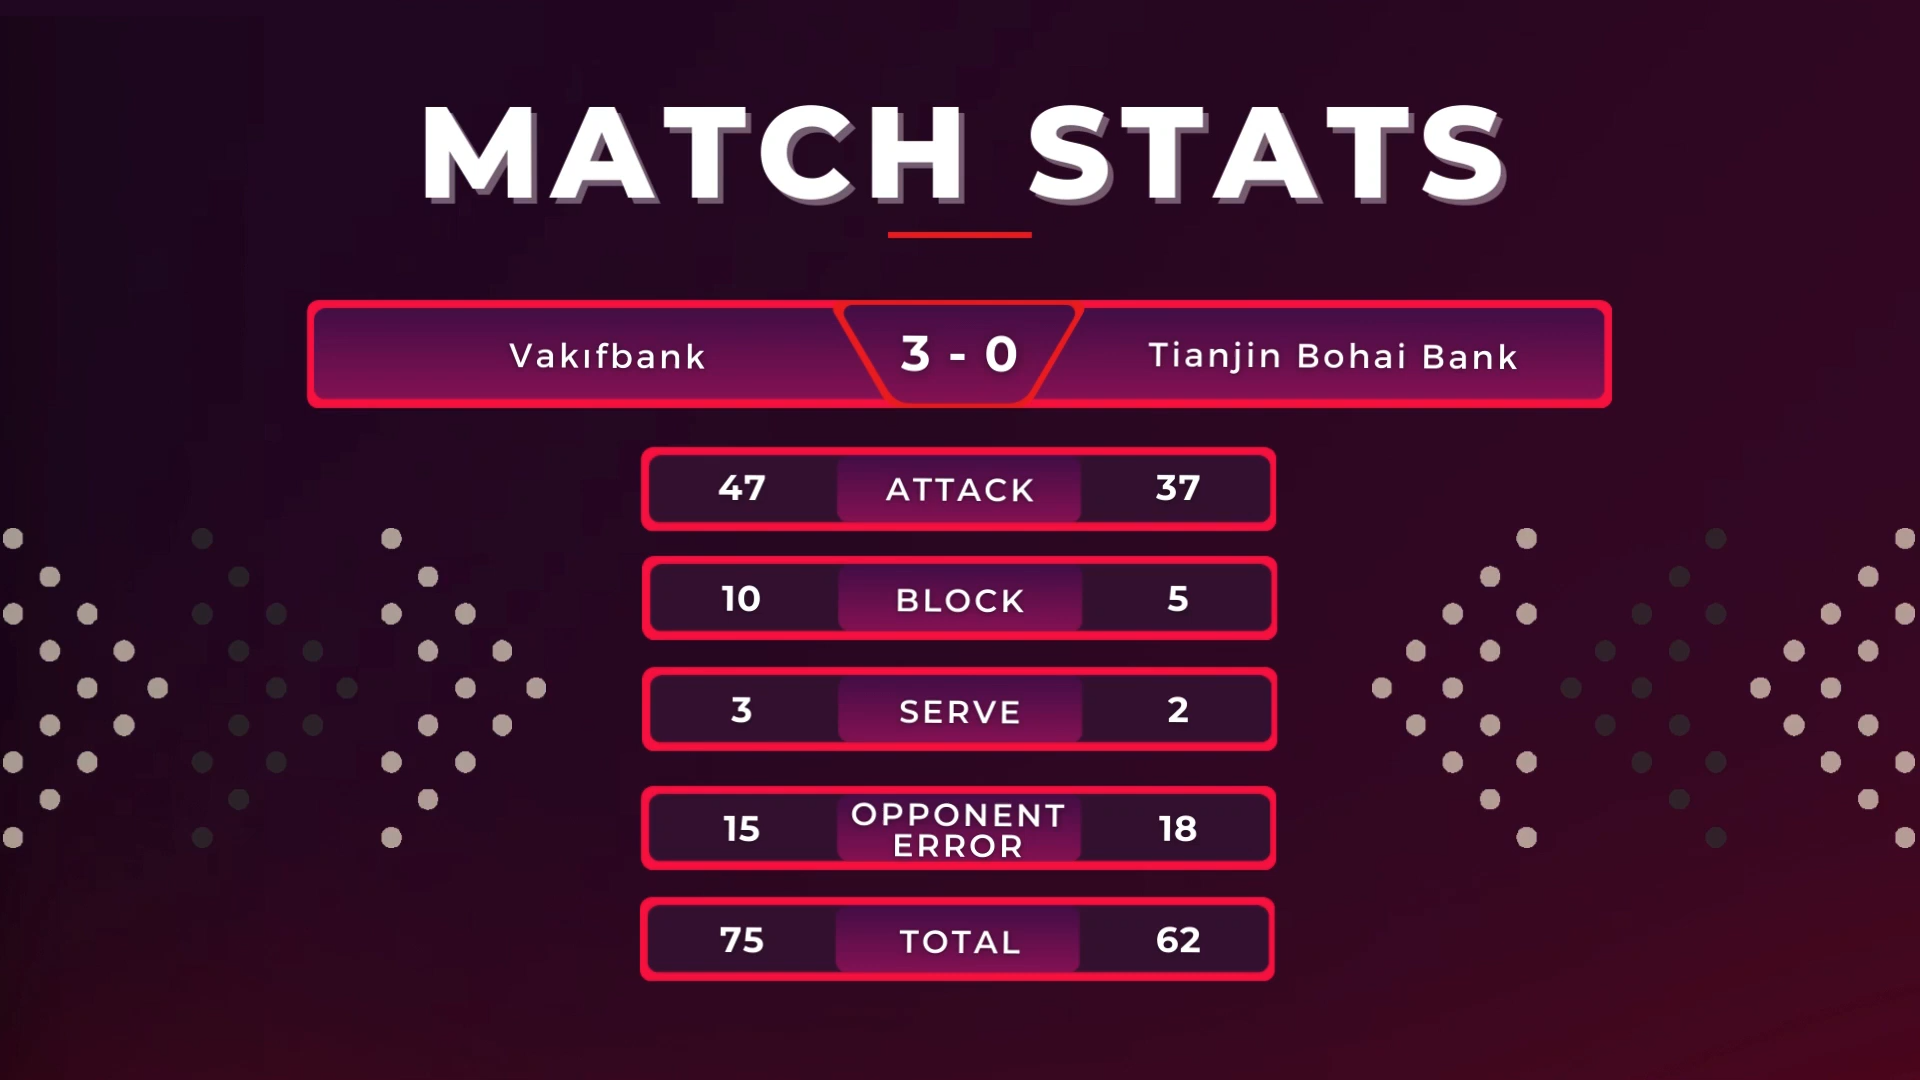 MATCH STATS
Vakıfbank 3 - 0 Tianjin Bohai Bank
47 ATTACK 37
10 BLOCK 5
3 SERVE 2
15 OPPONENT ERROR 18
75 TOTAL 62